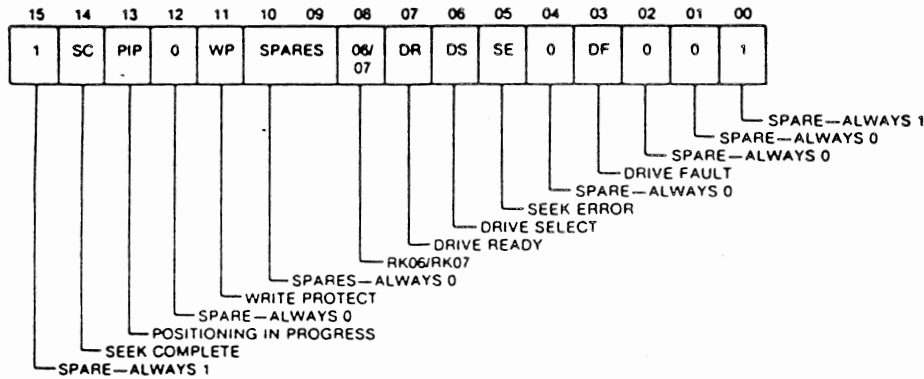 15 14 13 12 11 10 09 08 07 06 05 04 03 02 01 00
1 SC PIP 0 WP SPARES 06/ DR DS SE 0 DF 0 0 1
07
SPARE—ALWAYS 1
SPARE—ALWAYS 0
SPARE—ALWAYS 0
DRIVE FAULT
SPARE—ALWAYS 0
SEEK ERROR
DRIVE SELECT
DRIVE READY
RK06/RK07
SPARES—ALWAYS 0
WRITE PROTECT
SPARE—ALWAYS 0
POSITIONING IN PROGRESS
SEEK COMPLETE
SPARE—ALWAYS 1